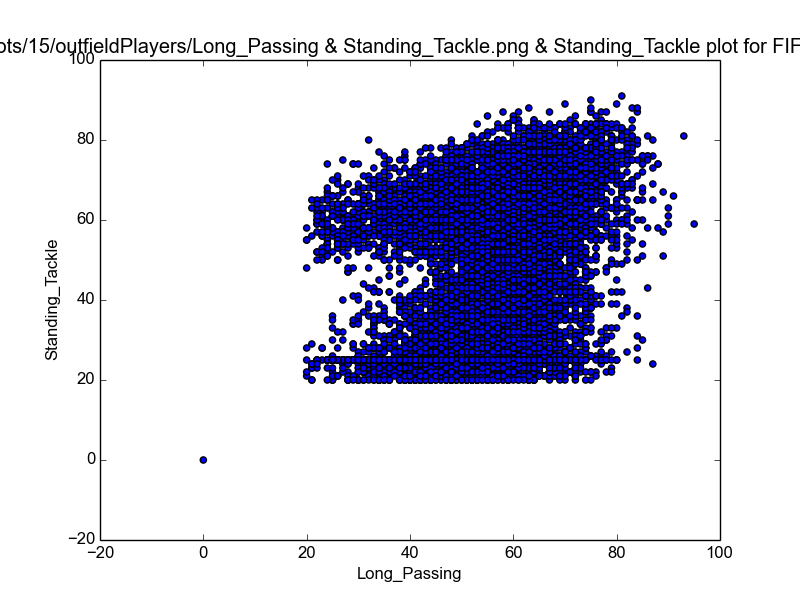 ots/15/outfieldPlayers/Long_Passing & Standing_Tackle.png & Standing_Tackle plot for FIF
100
80
60
40
20
0
−20
Standing_Tackle
−20 0 20 40 60 80 100
Long_Passing